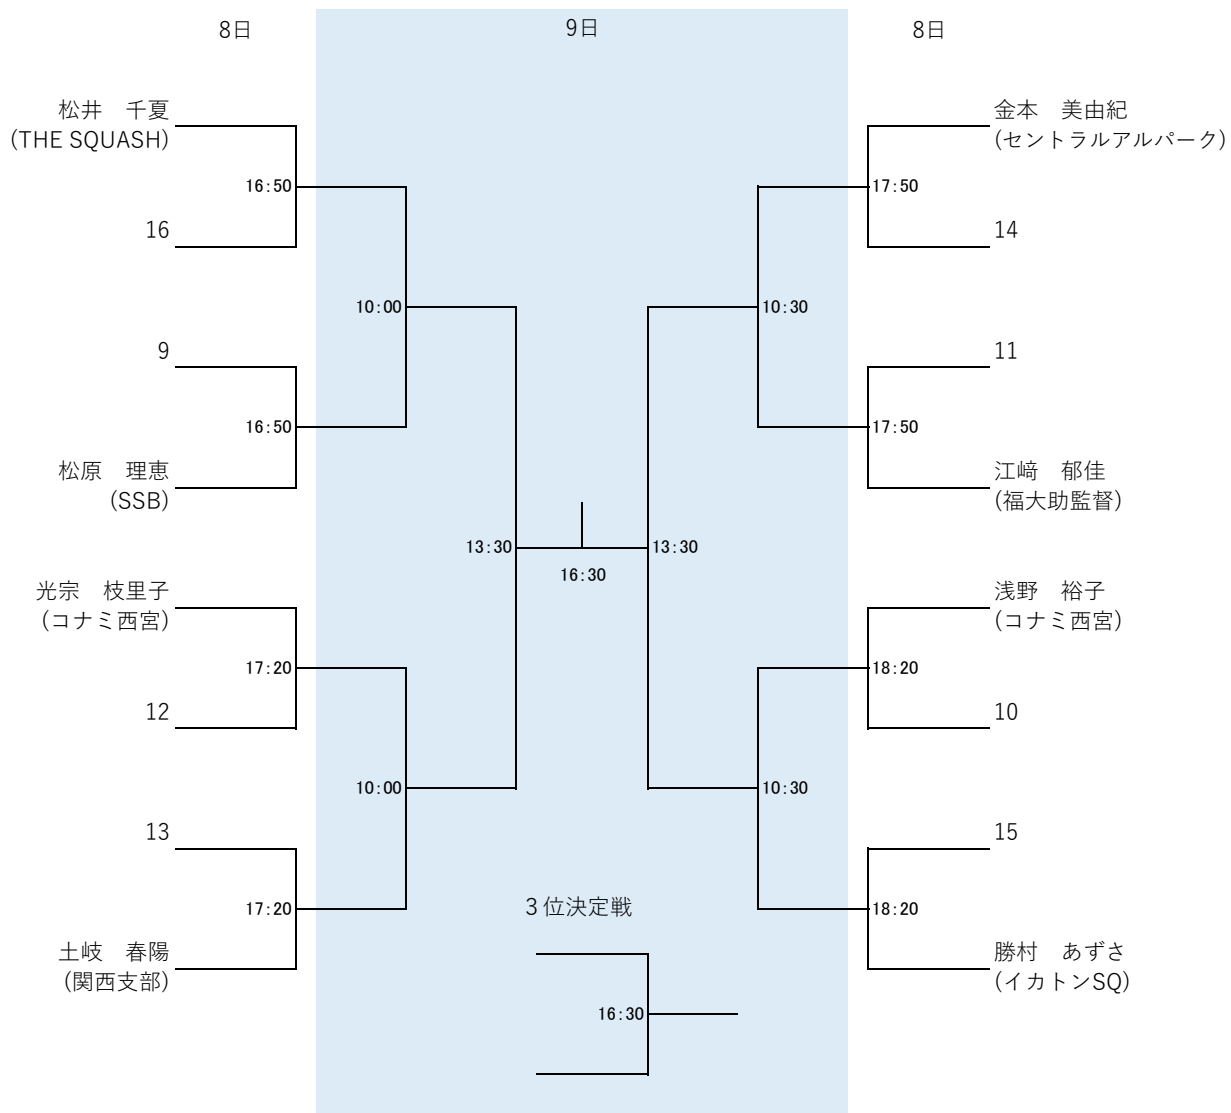 8日
9日
8日
松井　千夏
(THE SQUASH)
16:50
16
10:00
9
16:50
松原　理恵
(SSB)
13:30
光宗　枝里子
(コナミ西宮)
17:20
12
10:00
13
17:20
土岐　春陽
(関西支部)
16:30
3位決定戦
16:30
金本　美由紀
(セントラルアルパーク)
17:50
14
10:30
11
17:50
江﨑　郁佳
(福大助監督)
13:30
浅野　裕子
(コナミ西宮)
18:20
10
10:30
15
18:20
勝村　あずさ
(イカトンSQ)